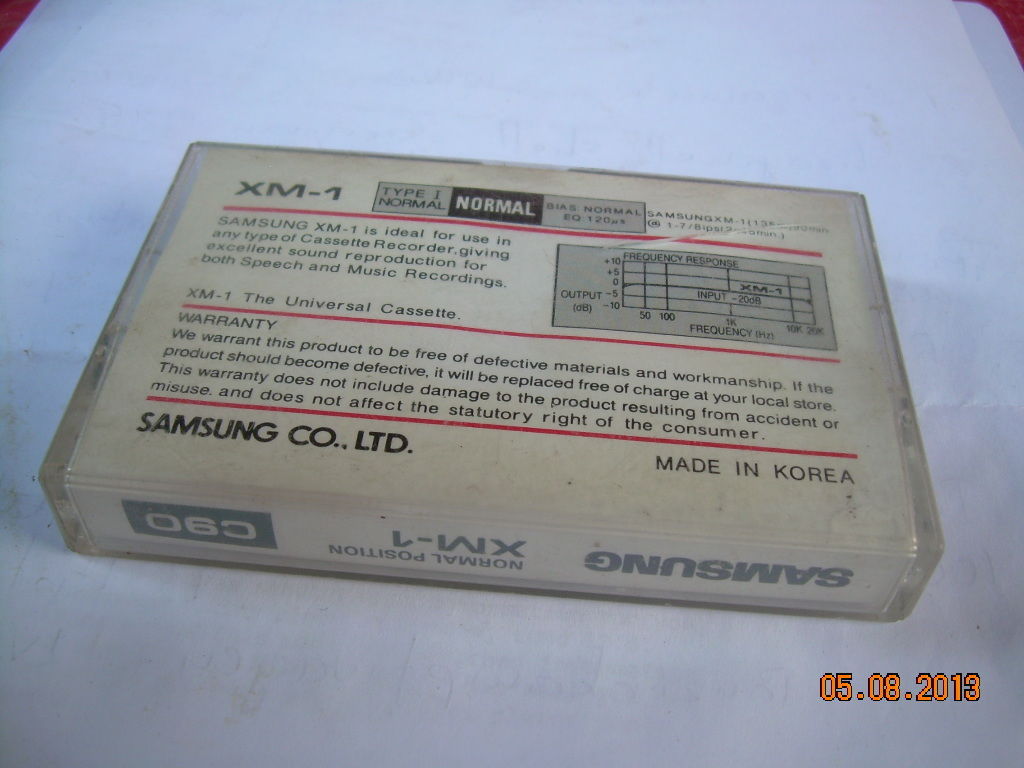 XM-1
TYPE I
NORMAL
NORMAL
BIAS: NORMAL
EQ: 120μs
SAMSUNG XM-1
SAMSUNG XM-1 is ideal for use in
any type of Cassette Recorder, giving
excellent sound reproduction for
both Speech and Music Recordings.
XM-1 The Universal Cassette.
FREQUENCY RESPONSE
+10
+5
0
-5
-10
OUTPUT
(dB)
XM-1
INPUT -20dB
50 100 1K 10K 20K
FREQUENCY (Hz)
WARRANTY
We warrant this product to be free of defective materials and workmanship. If the
product should become defective, it will be replaced free of charge at your local store.
This warranty does not include damage to the product resulting from accident or
misuse. and does not affect the statutory right of the consumer.
SAMSUNG CO., LTD.
MADE IN KOREA
SAMSUNG
XM-1
NORMAL POSITION
C90
05.08.2013